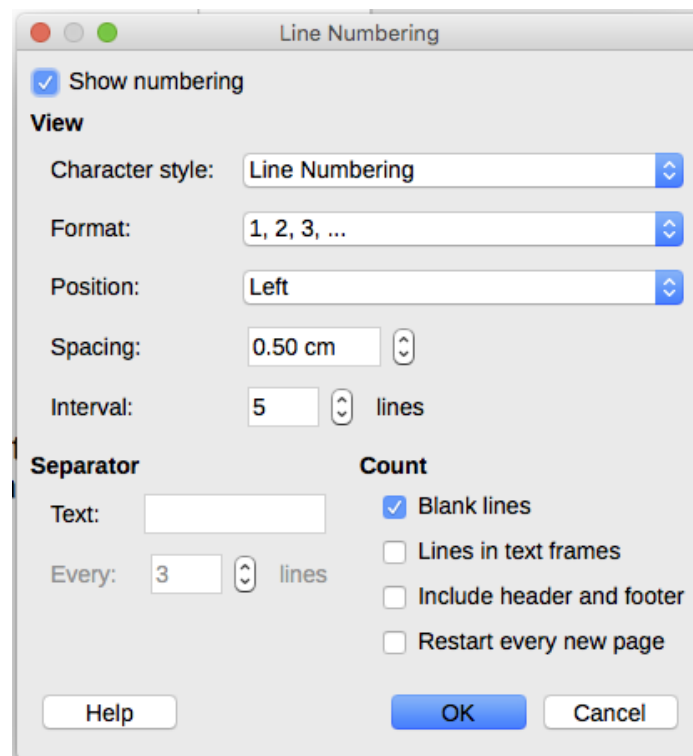 Line Numbering
Show numbering
View
Character style: Line Numbering
Format: 1, 2, 3, ...
Position: Left
Spacing: 0.50 cm
Interval: 5 lines
Separator
Text:
Every: 3 lines
Count
Blank lines
Lines in text frames
Include header and footer
Restart every new page
Help OK Cancel